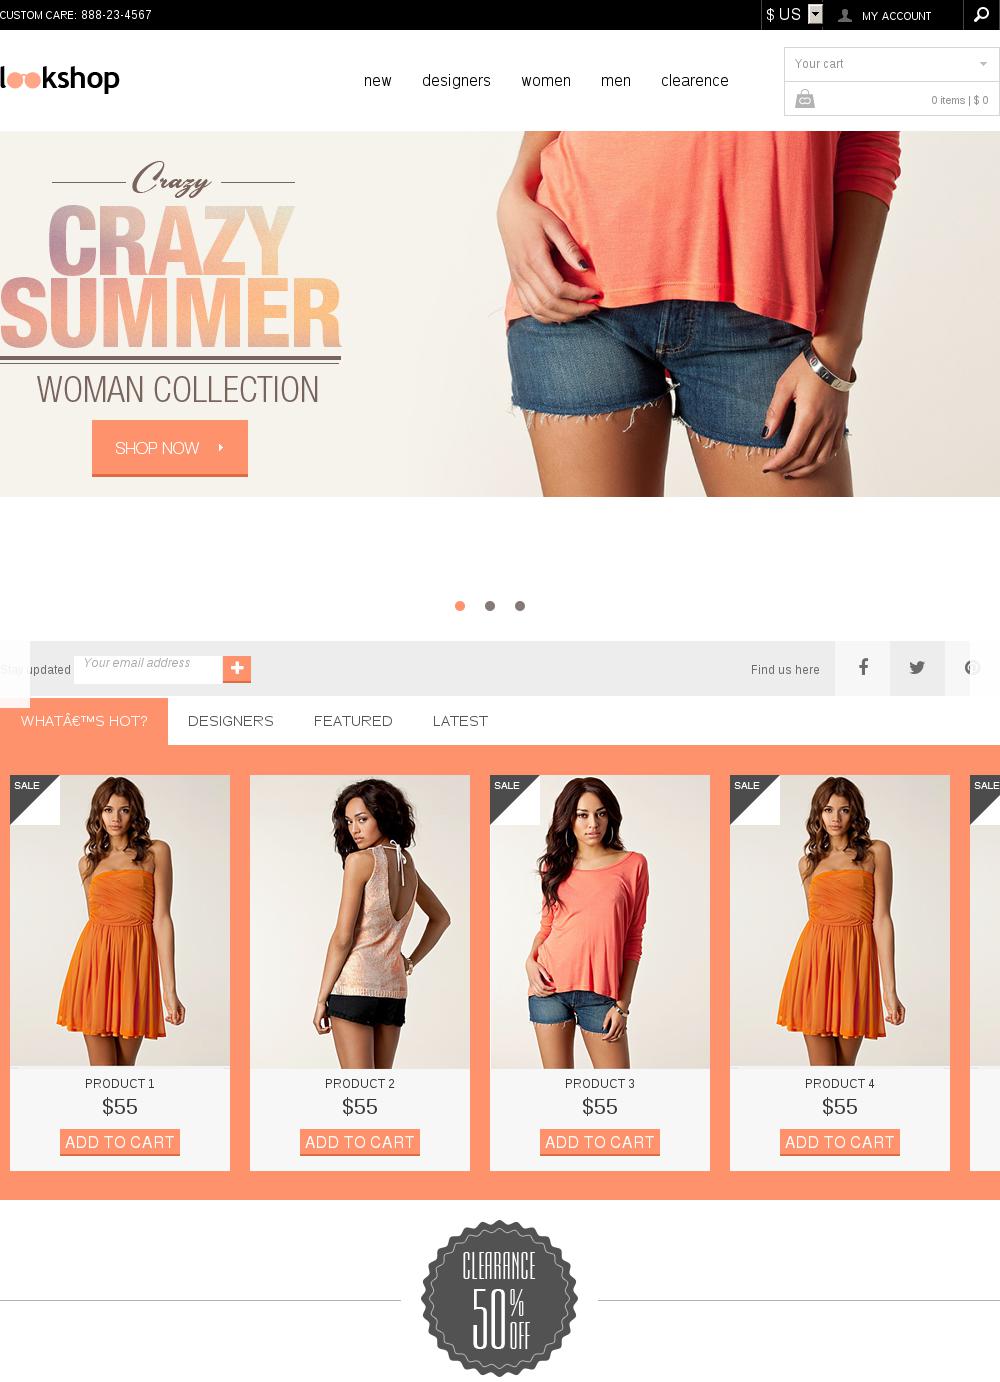 CUSTOM CARE: 888-23-4567
$ US
MY ACCOUNT
lookshop
new designers women men clearence
Your cart
0 items | $ 0
Crazy
CRAZY
SUMMER
WOMAN COLLECTION
SHOP NOW
Stay updated
Your email address
Find us here
WHATÂ€™S HOT?
DESIGNERS
FEATURED
LATEST
SALE
SALE
SALE
SALE
PRODUCT 1
$55
ADD TO CART
PRODUCT 2
$55
ADD TO CART
PRODUCT 3
$55
ADD TO CART
PRODUCT 4
$55
ADD TO CART
CLEARANCE
50%
OFF